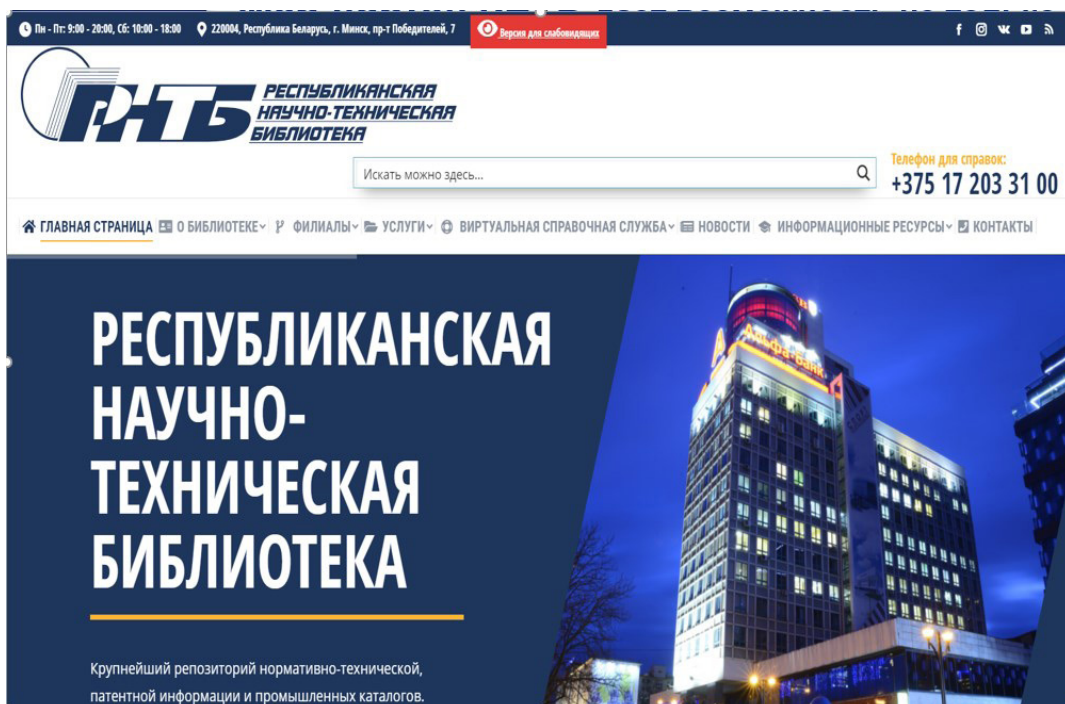 Пн - Пт: 9:00 - 20:00, Сб: 10:00 - 18:00
220004, Республика Беларусь, г. Минск, пр-т Победителей, 7
Версия для слабовидящих
РНТБ
РЕСПУБЛИКАНСКАЯ
НАУЧНО-ТЕХНИЧЕСКАЯ
БИБЛИОТЕКА
Искать можно здесь...
Телефон для справок:
+375 17 203 31 00
ГЛАВНАЯ СТРАНИЦА О БИБЛИОТЕКЕ ФИЛИАЛЫ УСЛУГИ ВИРТУАЛЬНАЯ СПРАВОЧНАЯ СЛУЖБА НОВОСТИ ИНФОРМАЦИОННЫЕ РЕСУРСЫ КОНТАКТЫ
РЕСПУБЛИКАНСКАЯ
НАУЧНО-
ТЕХНИЧЕСКАЯ
БИБЛИОТЕКА
Альфа-Банк
Крупнейший репозиторий нормативно-технической,
патентной информации и промышленных каталогов.